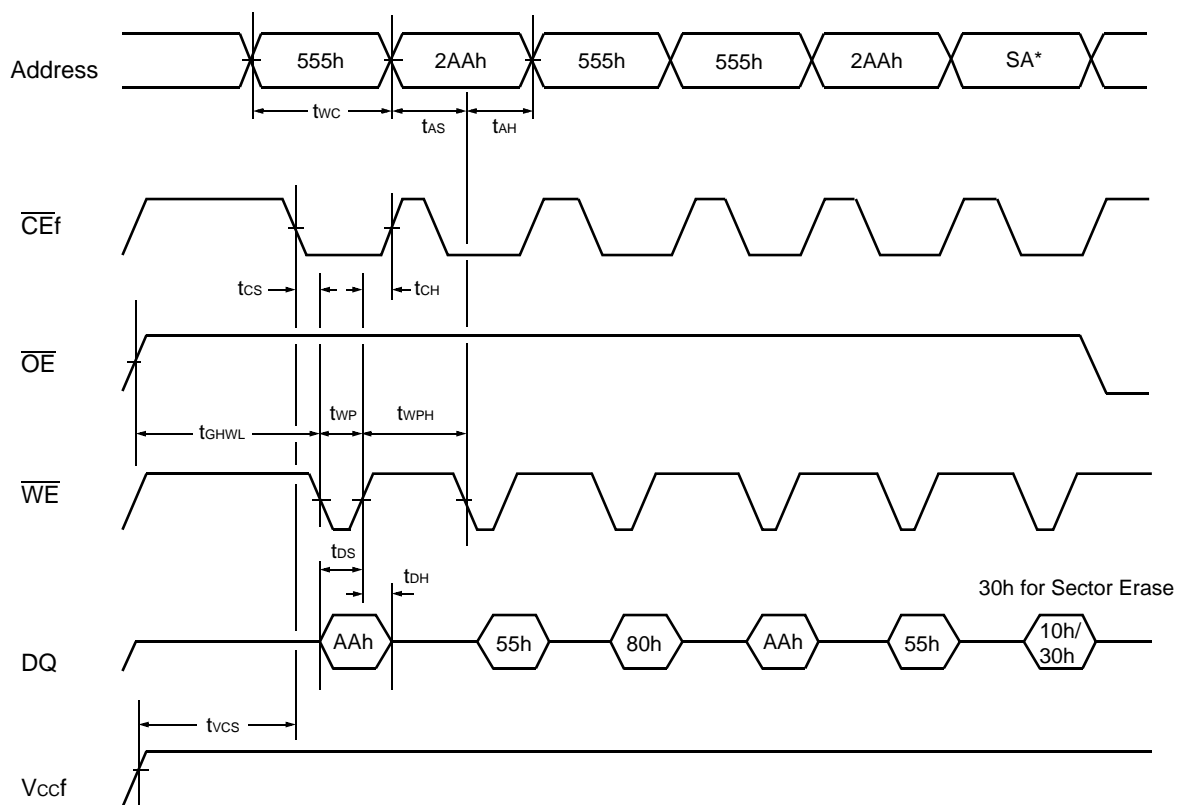 Address
555h 2AAh 555h 555h 2AAh SA*
tWC tAS tAH
CEf
tCS tCH
OE
tGHWL tWP tWPH
WE
tDS
tDH
30h for Sector Erase
DQ
AAh 55h 80h AAh 55h 10h/
30h
tVCS
VCCf